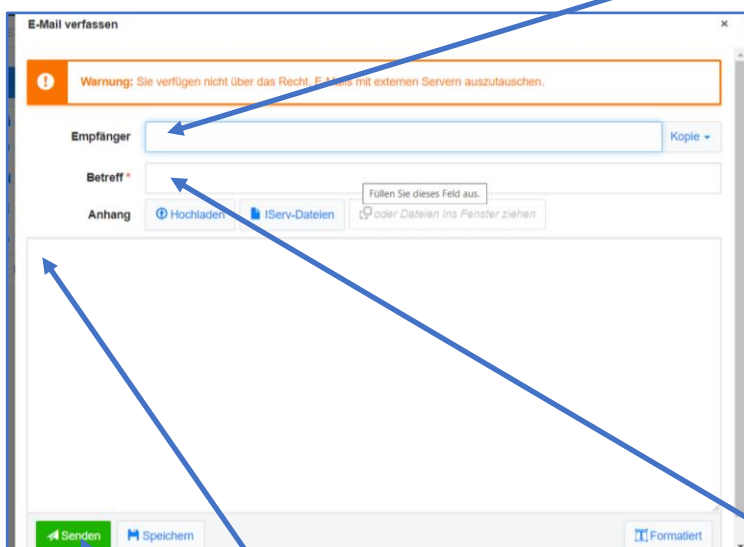 E-Mail verfassen ×
Warnung: Sie verfügen nicht über das Recht, E-Mails mit externen Servern auszutauschen.
Empfänger Kopie
Betreff *
Füllen Sie dieses Feld aus.
Anhang Hochladen IServ-Dateien oder Dateien ins Fenster ziehen
Senden Speichern Formatiert